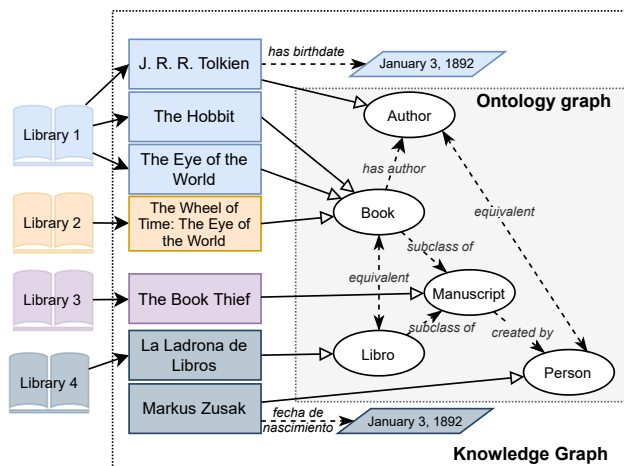 J. R. R. Tolkien
has birthdate
January 3, 1892
Library 1
The Hobbit
The Eye of the
World
Ontology graph
Author
has author
Library 2
The Wheel of
Time: The Eye of
the World
Book
equivalent
subclass of
equivalent
Library 3
The Book Thief
Manuscript
subclass of
created by
Library 4
La Ladrona de
Libros
Libro
Person
Markus Zusak
fecha de
nascimiento
January 3, 1892
Knowledge Graph